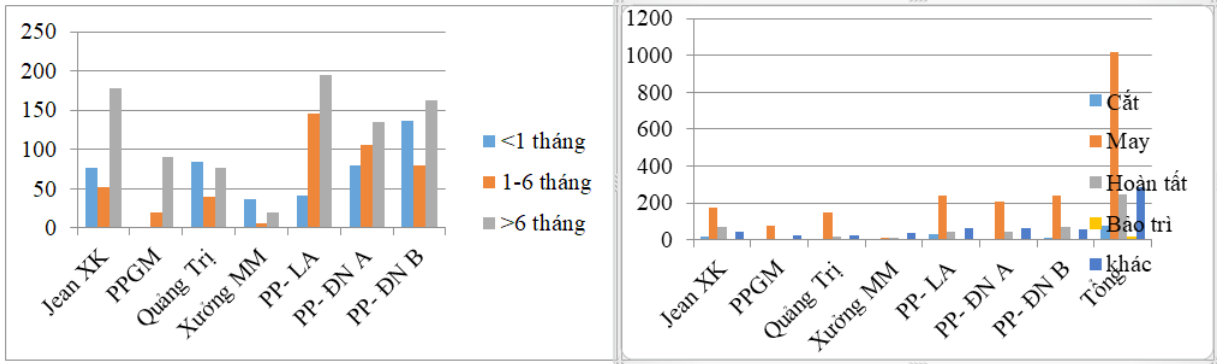 250
200
150
100
50
0
Jean XK
PPGM
Quảng Trị
Xưởng MM
PP- LA
PP- ĐN A
PP- ĐN B
<1 tháng
1-6 tháng
>6 tháng
1200
1000
800
600
400
200
0
Jean XK
PPGM
Quảng Trị
Xưởng MM
PP- LA
PP- ĐN A
PP- ĐN B
Tổng
Cắt
May
Hoàn tất
Bảo trì
khác